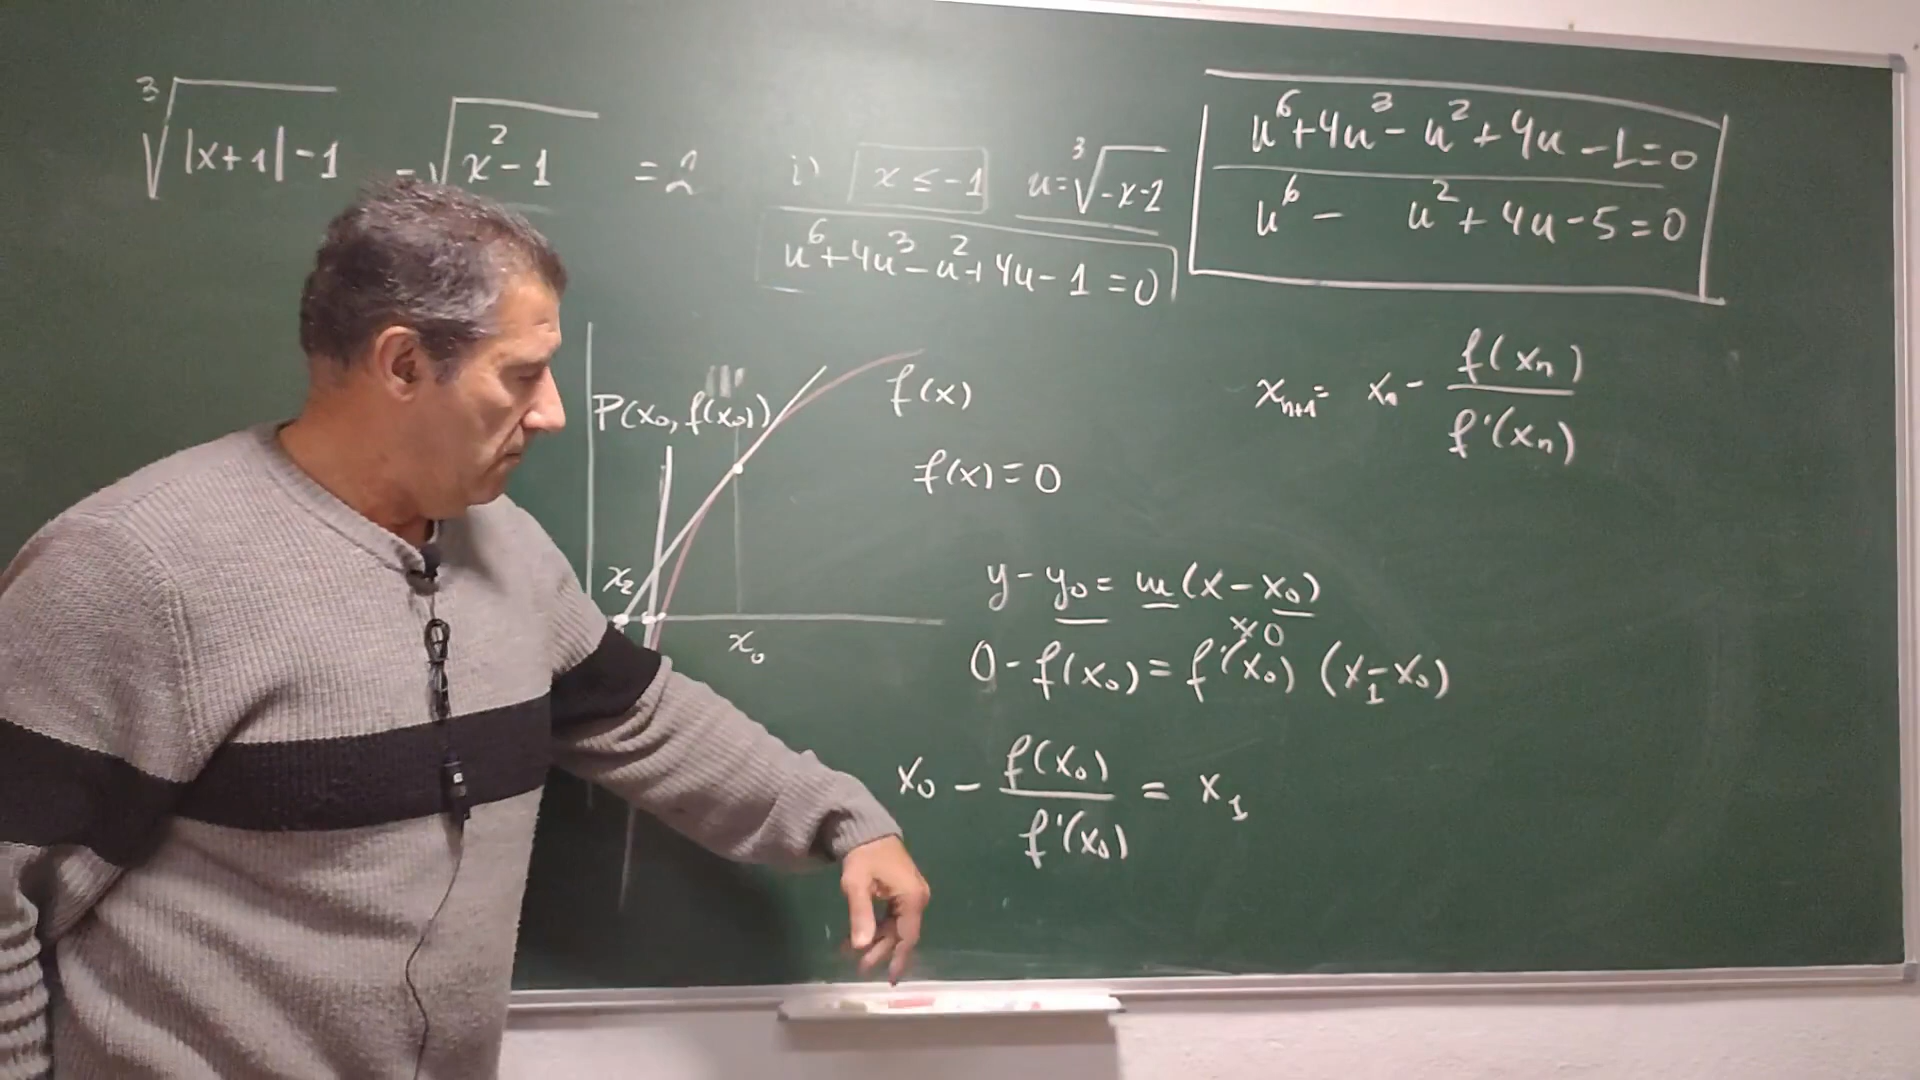 ∛(|x+1|-1) - √(x²-1) = 2
i) x ≤ -1 u=∛(-x-2)
u⁶+4u³-u²+4u-1=0
u⁶+4u³-u²+4u-1=0
u⁶- u²+4u-5=0
P(x₀, f(x₀))
f(x)
f(x)=0
xₙ₊₁= xₙ - f(xₙ)/f'(xₙ)
x₂
x₀
y-y₀= m(x-x₀)
≠0
0-f(x₀)=f'(x₀) (x₁-x₀)
x₀ - f(x₀)/f'(x₀) = x₁